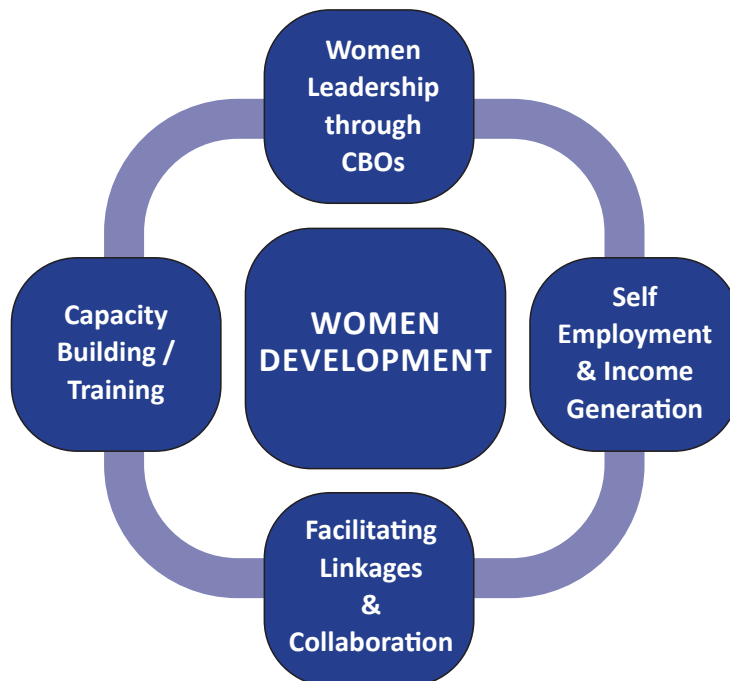 Women
Leadership
through
CBOs
Capacity
Building /
Training
WOMEN
DEVELOPMENT
Self
Employment
& Income
Generation
Facilitating
Linkages
&
Collaboration